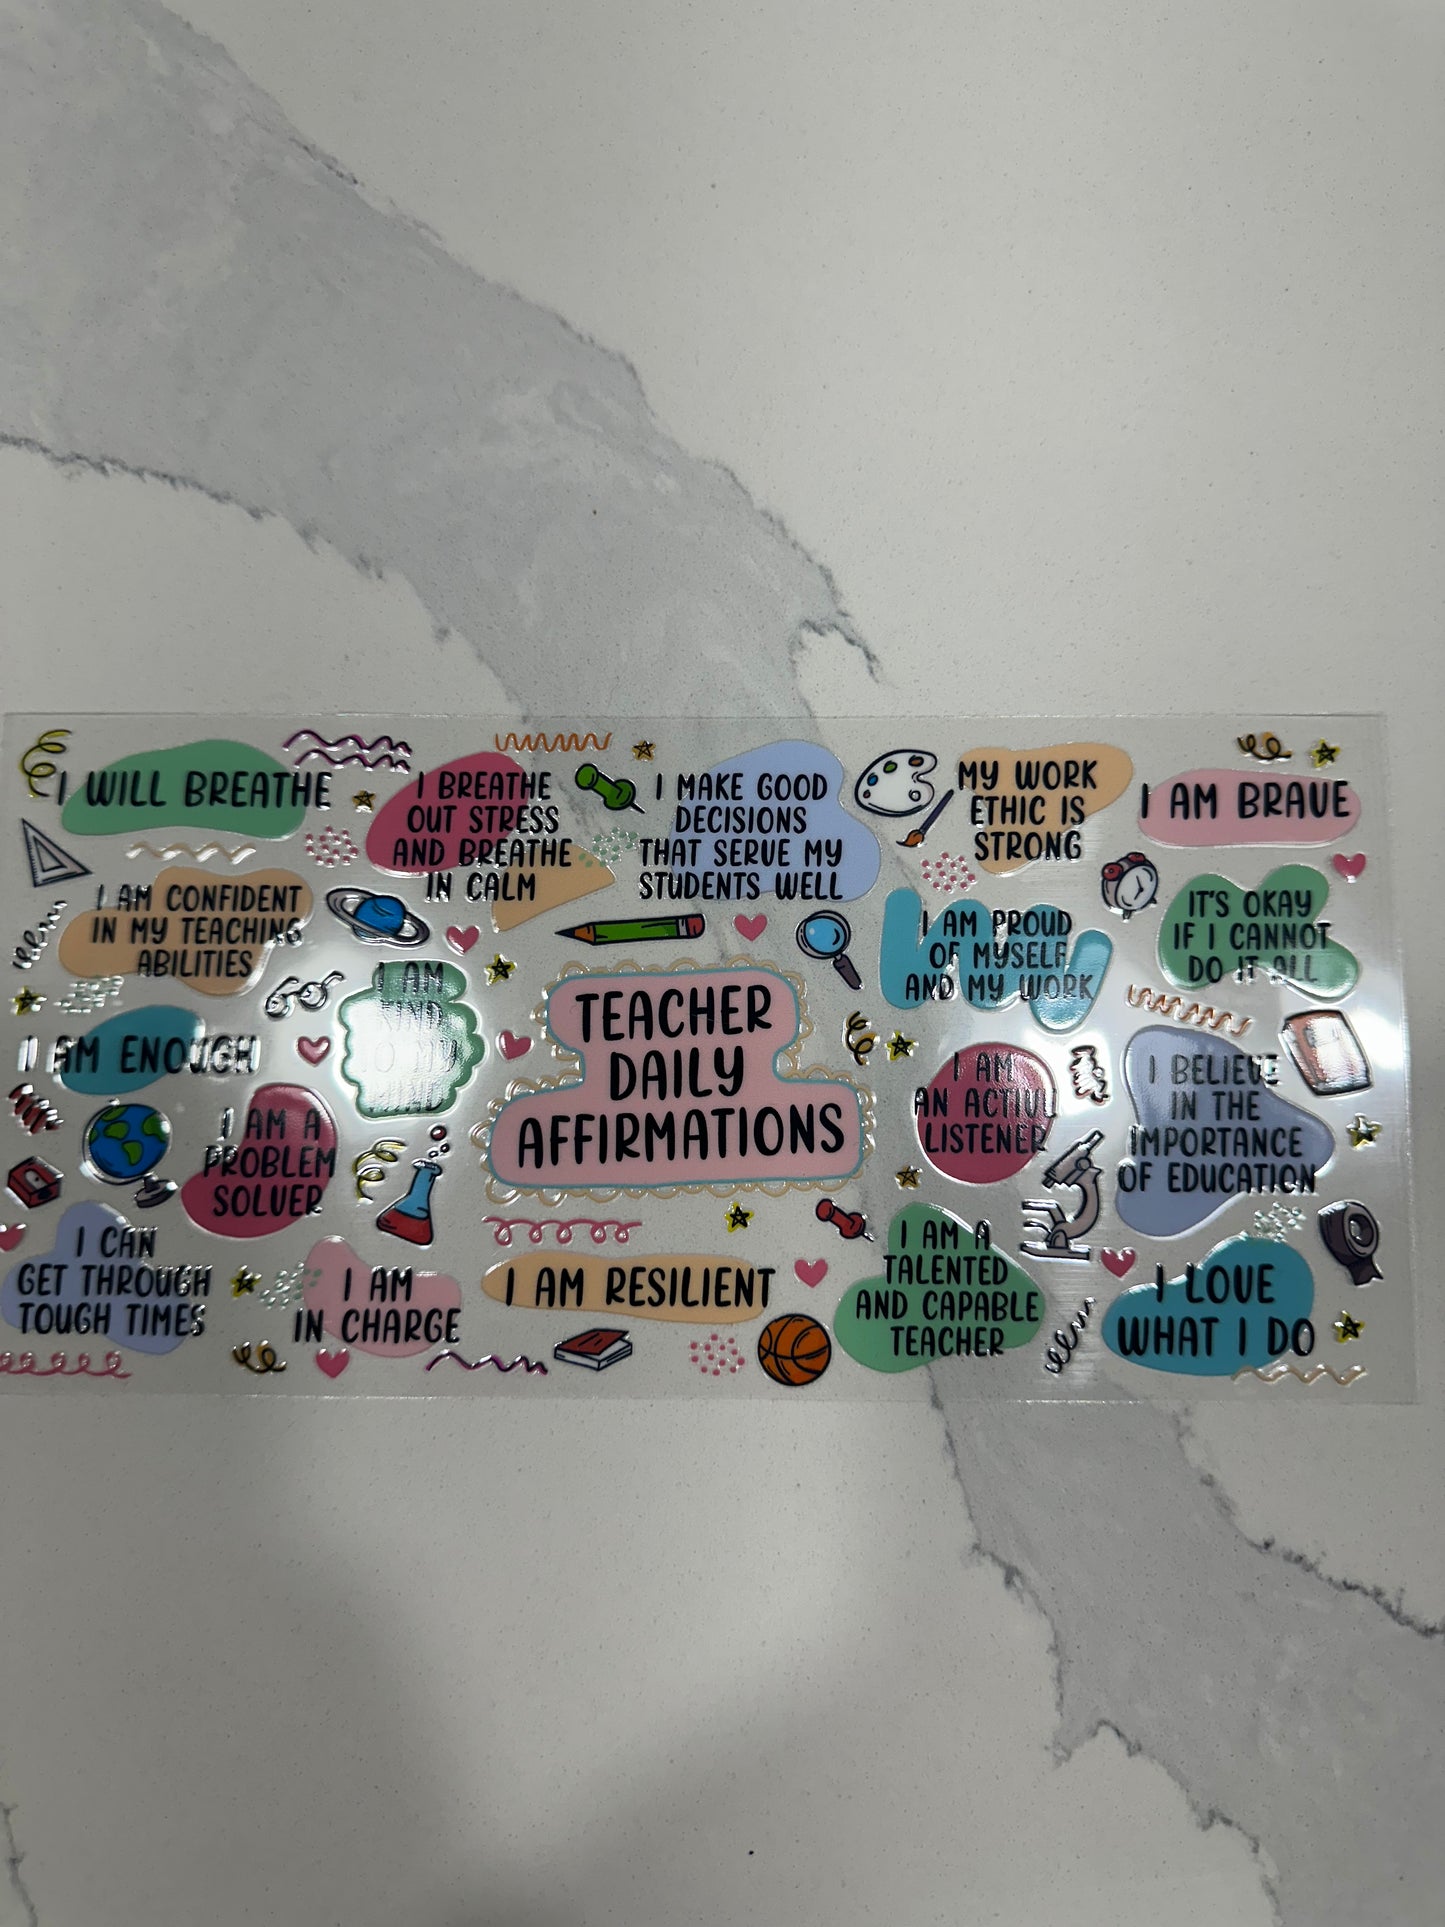 I WILL BREATHE
I BREATHE
OUT STRESS
AND BREATHE
IN CALM
I MAKE GOOD
DECISIONS
THAT SERVE MY
STUDENTS WELL
MY WORK
ETHIC IS
STRONG
I AM BRAVE
I AM CONFIDENT
IN MY TEACHING
ABILITIES
I AM
KIND
TO MY
MIND
I AM PROUD
OF MYSELF
AND MY WORK
IT'S OKAY
IF I CANNOT
DO IT ALL
I AM ENOUGH
TEACHER
DAILY
AFFIRMATIONS
I AM
AN ACTIVE
LISTENER
I BELIEVE
IN THE
IMPORTANCE
OF EDUCATION
I AM A
PROBLEM
SOLVER
I CAN
GET THROUGH
TOUGH TIMES
I AM
IN CHARGE
I AM RESILIENT
I AM A
TALENTED
AND CAPABLE
TEACHER
I LOVE
WHAT I DO